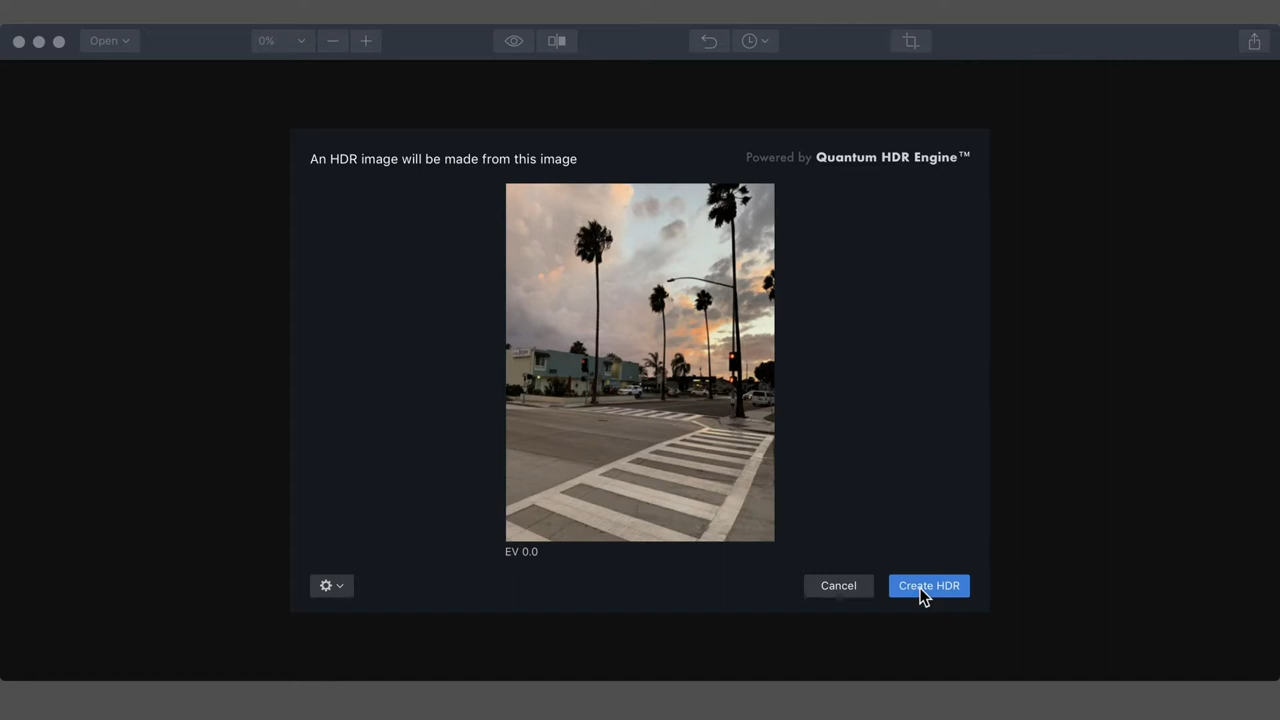 Open
0%
An HDR image will be made from this image
Powered by Quantum HDR Engine™
EV 0.0
Cancel
Create HDR